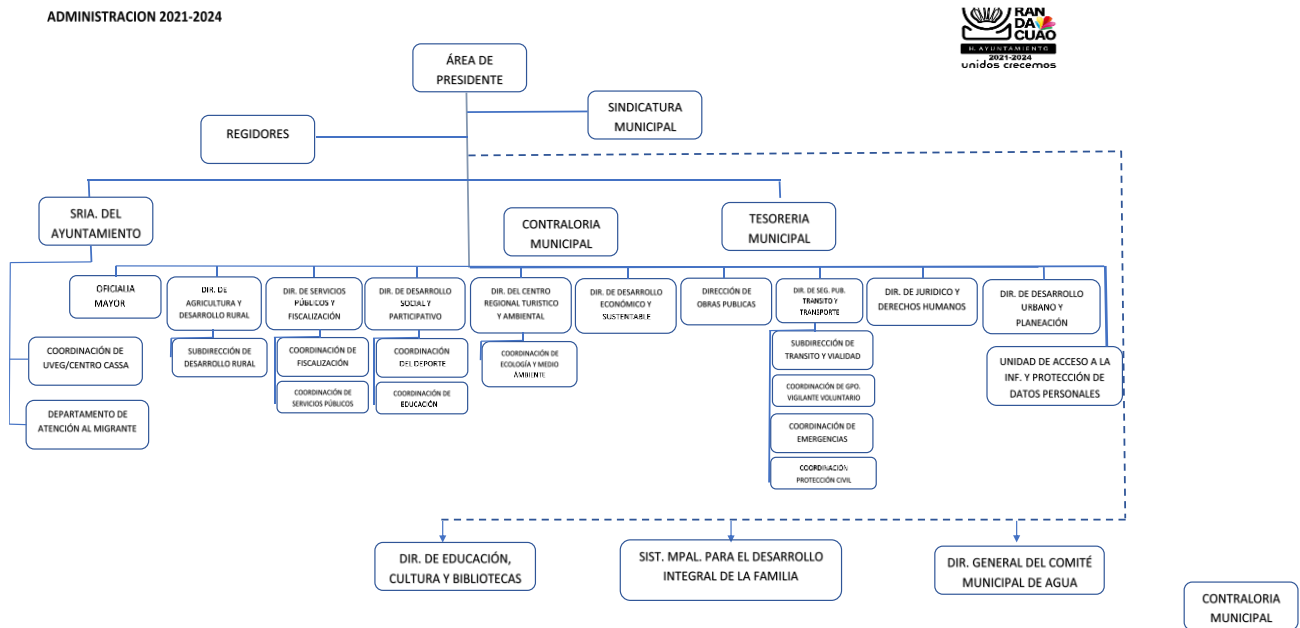 ADMINISTRACION 2021-2024
RAN
DA
CUAO
H. AYUNTAMIENTO
2021-2024
unidos crecemos
ÁREA DE
PRESIDENTE
SINDICATURA
MUNICIPAL
REGIDORES
SRIA. DEL
AYUNTAMIENTO
CONTRALORIA
MUNICIPAL
TESORERIA
MUNICIPAL
OFICIALIA
MAYOR
DIR. DE
AGRICULTURA Y
DESARROLLO RURAL
DIR. DE SERVICIOS
PÚBLICOS Y
FISCALIZACIÓN
DIR. DE DESARROLLO
SOCIAL Y
PARTICIPATIVO
DIR. DEL CENTRO
REGIONAL TURISTICO
Y AMBIENTAL
DIR. DE DESARROLLO
ECONÓMICO Y
SUSTENTABLE
DIRECCIÓN DE
OBRAS PUBLICAS
DIR. DE SEG. PUB.
TRANSITO Y
TRANSPORTE
DIR. DE JURIDICO Y
DERECHOS HUMANOS
DIR. DE DESARROLLO
URBANO Y
PLANEACIÓN
COORDINACIÓN DE
UVEG/CENTRO CASSA
SUBDIRECCIÓN DE
DESARROLLO RURAL
COORDINACIÓN DE
FISCALIZACIÓN
COORDINACIÓN
DEL DEPORTE
COORDINACIÓN DE
ECOLOGÍA Y MEDIO
AMBIENTE
SUBDIRECCIÓN DE
TRANSITO Y VIALIDAD
UNIDAD DE ACCESO A LA
INF. Y PROTECCIÓN DE
DATOS PERSONALES
DEPARTAMENTO DE
ATENCIÓN AL MIGRANTE
COORDINACIÓN DE
SERVICIOS PÚBLICOS
COORDINACIÓN DE
EDUCACIÓN
COORDINACIÓN DE GPO.
VIGILANTE VOLUNTARIO
COORDINACIÓN DE
EMERGENCIAS
COORDINACIÓN
PROTECCIÓN CIVIL
DIR. DE EDUCACIÓN,
CULTURA Y BIBLIOTECAS
SIST. MPAL. PARA EL DESARROLLO
INTEGRAL DE LA FAMILIA
DIR. GENERAL DEL COMITÉ
MUNICIPAL DE AGUA
CONTRALORIA
MUNICIPAL